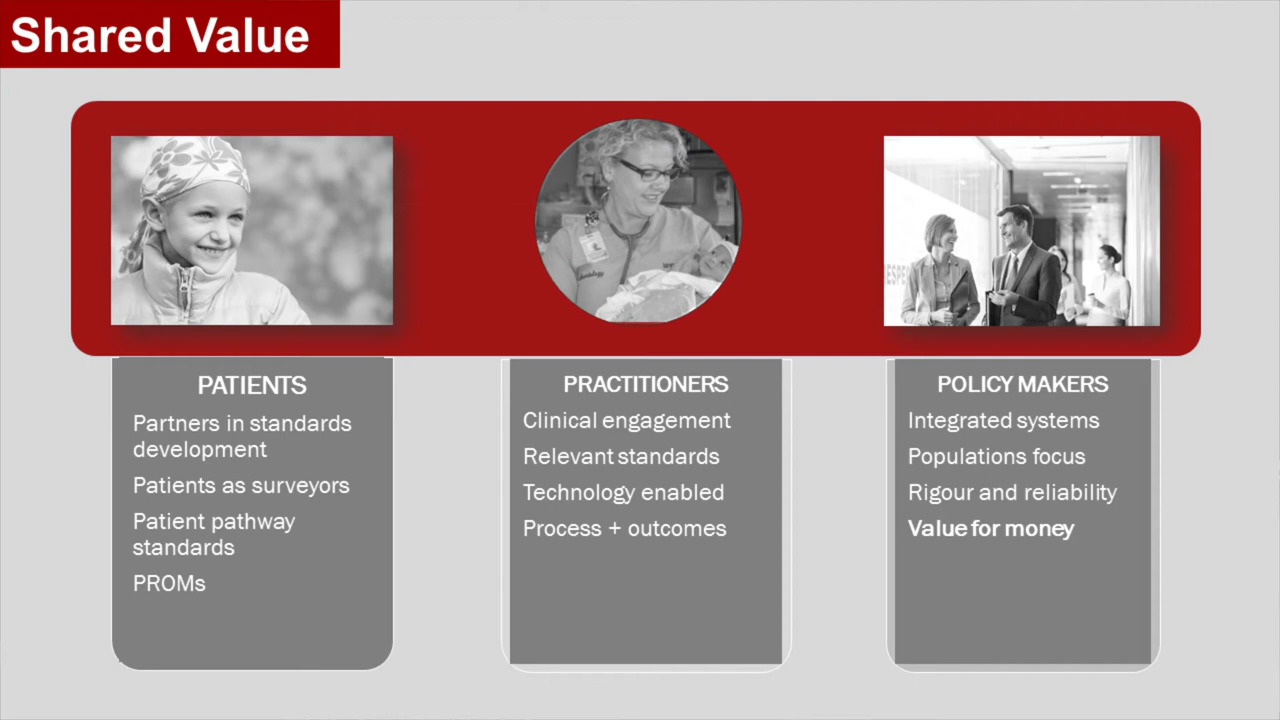 Shared Value
PATIENTS
Partners in standards
development
Patients as surveyors
Patient pathway
standards
PROMs
PRACTITIONERS
Clinical engagement
Relevant standards
Technology enabled
Process + outcomes
POLICY MAKERS
Integrated systems
Populations focus
Rigour and reliability
Value for money